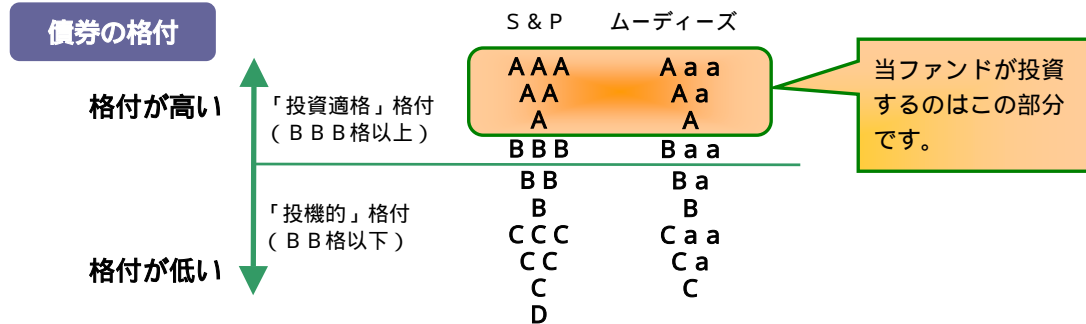 債券の格付
S&P ムーディーズ
格付が高い
「投資適格」格付
(BBB格以上)
AAA Aaa
AA Aa
A A
BBB Baa
当ファンドが投資
するのはこの部分
です。
「投機的」格付
(BB格以下)
格付が低い
BB Ba
B B
CCC Caa
CC Ca
C C
D